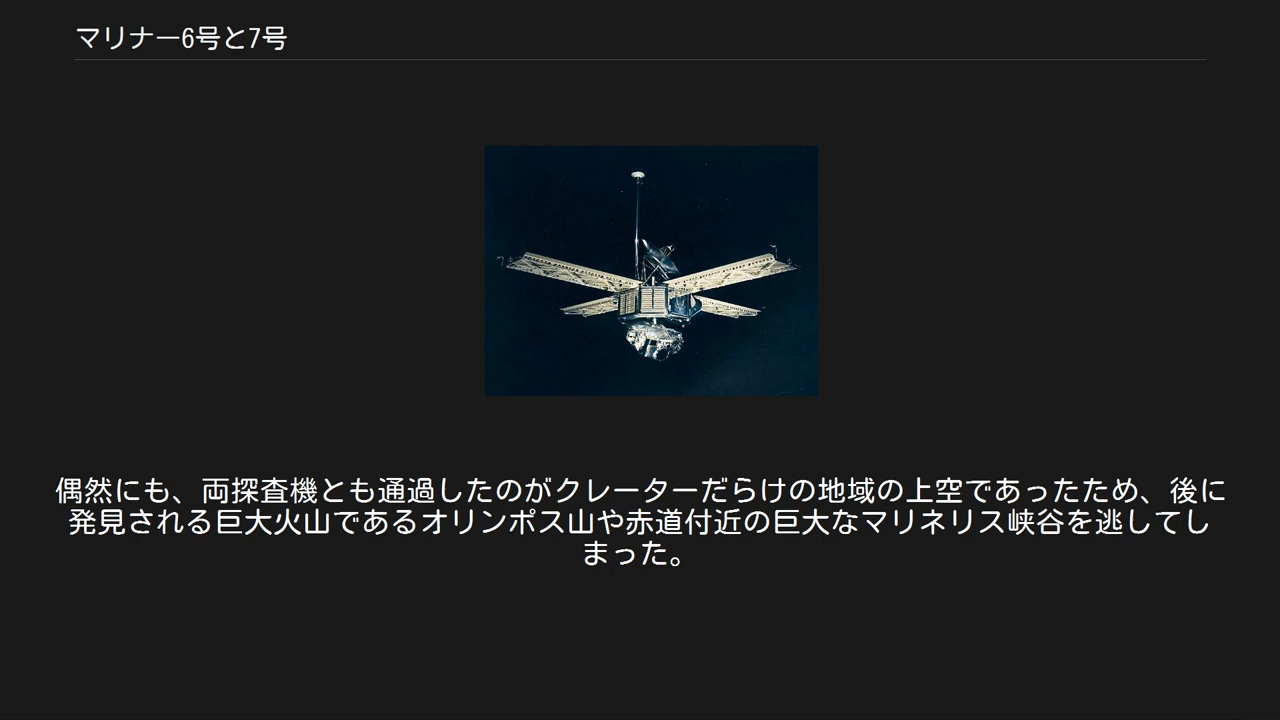 マリナー6号と7号
偶然にも、両探査機とも通過したのがクレーターだらけの地域の上空であったため、後に
発見される巨大火山であるオリンポス山や赤道付近の巨大なマリネリス峡谷を逃してし
まった。